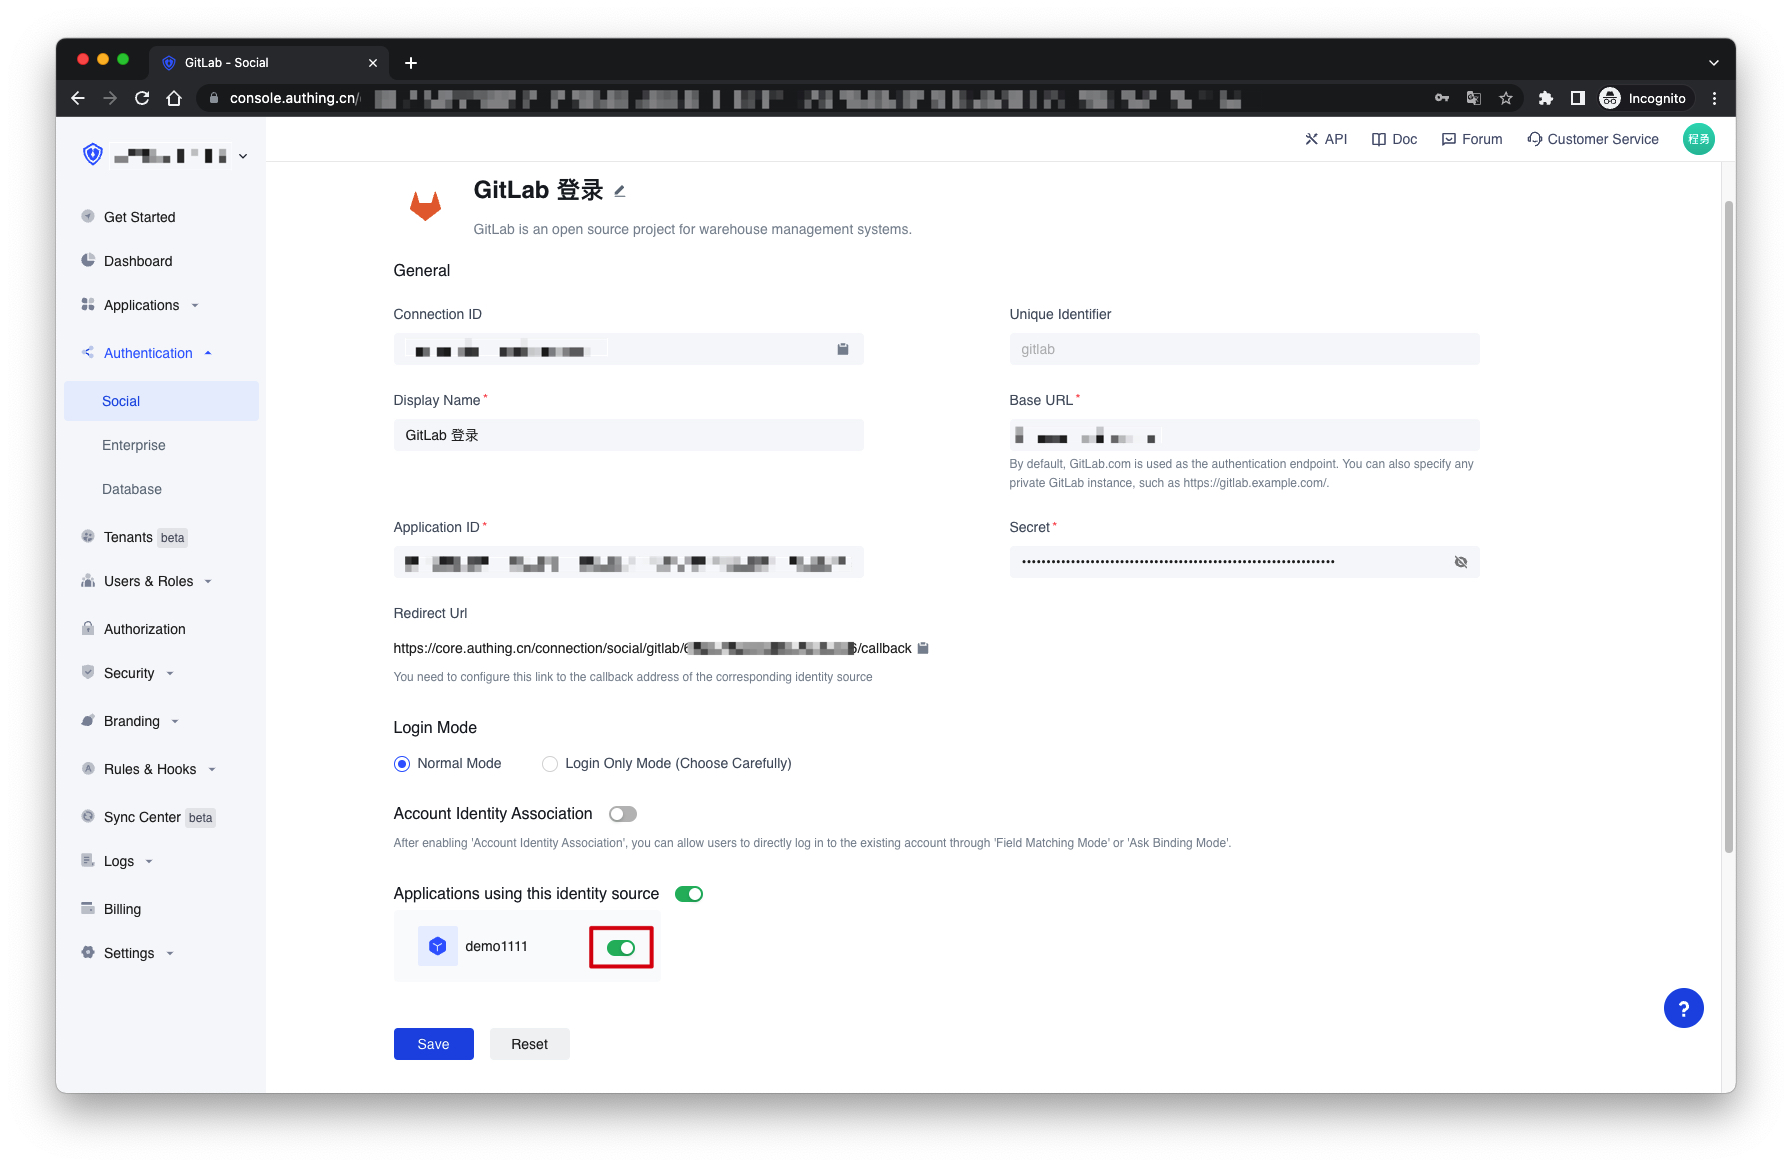 GitLab - Social
console.authing.cn/
Incognito
API
Doc
Forum
Customer Service
程勇
Get Started
Dashboard
Applications
Authentication
Social
Enterprise
Database
Tenants beta
Users & Roles
Authorization
Security
Branding
Rules & Hooks
Sync Center beta
Logs
Billing
Settings
GitLab 登录
GitLab is an open source project for warehouse management systems.
General
Connection ID
Unique Identifier
gitlab
Display Name *
GitLab 登录
Base URL *
By default, GitLab.com is used as the authentication endpoint. You can also specify any
private GitLab instance, such as https://gitlab.example.com/.
Application ID *
Secret *
Redirect Url
https://core.authing.cn/connection/social/gitlab/ /callback
You need to configure this link to the callback address of the corresponding identity source
Login Mode
Normal Mode
Login Only Mode (Choose Carefully)
Account Identity Association
After enabling 'Account Identity Association', you can allow users to directly log in to the existing account through 'Field Matching Mode' or 'Ask Binding Mode'.
Applications using this identity source
demo1111
Save
Reset
?